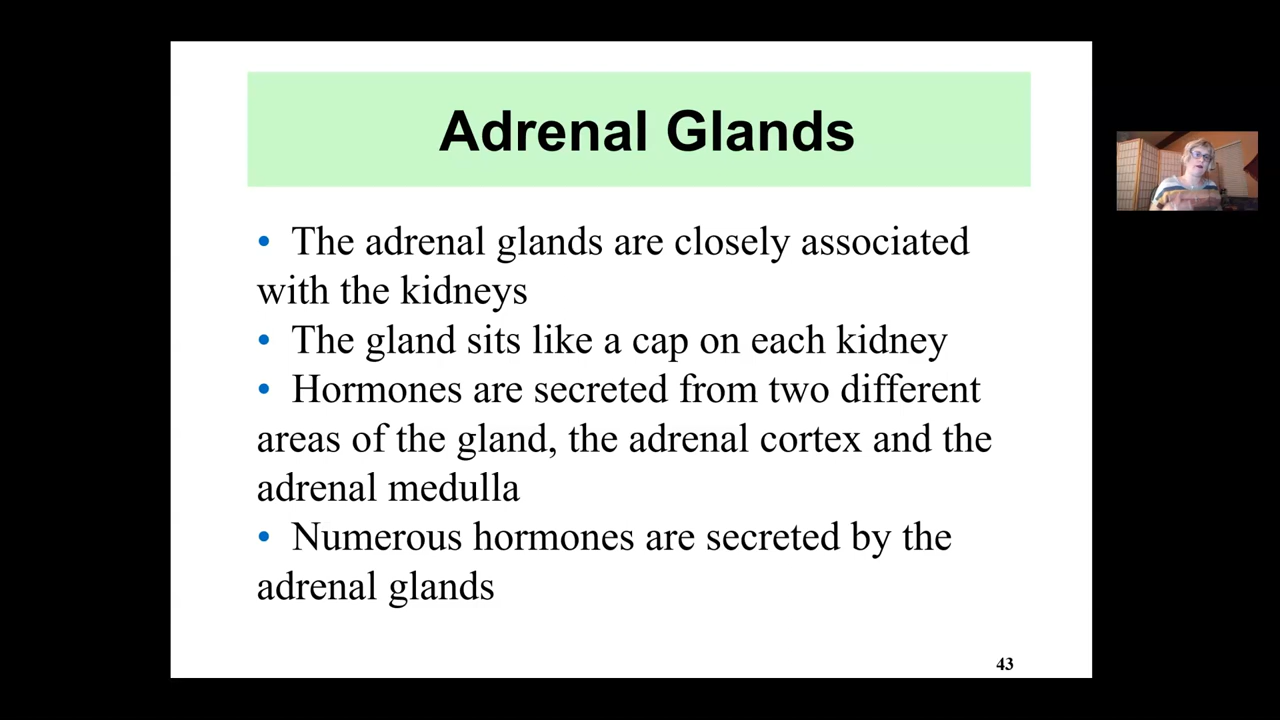 Adrenal Glands
• The adrenal glands are closely associated
with the kidneys
• The gland sits like a cap on each kidney
• Hormones are secreted from two different
areas of the gland, the adrenal cortex and the
adrenal medulla
• Numerous hormones are secreted by the
adrenal glands
43